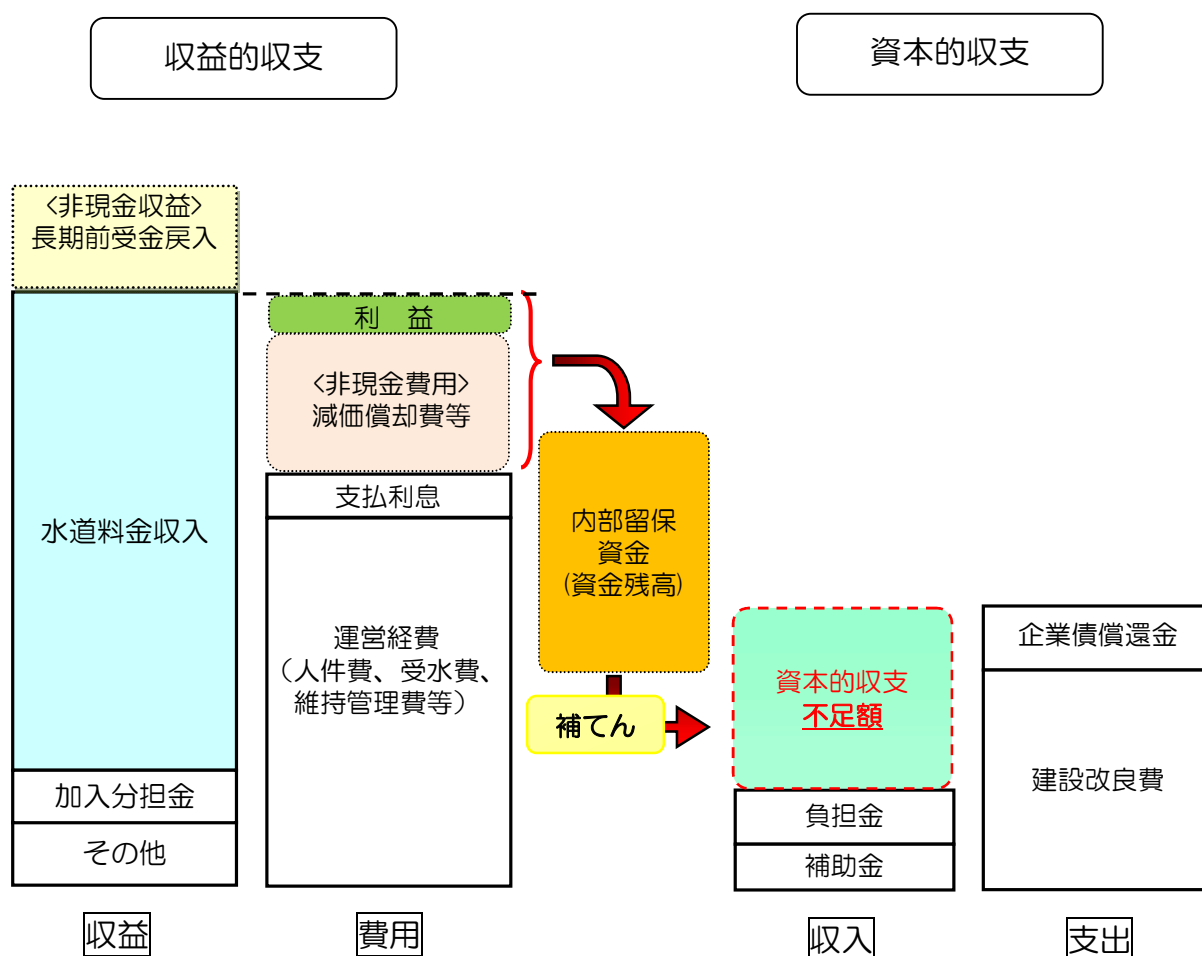 収益的収支
資本的収支
〈非現金収益〉
長期前受金戻入
水道料金収入
加入分担金
その他
収益
利　益
〈非現金費用〉
減価償却費等
支払利息
運営経費
（人件費、受水費、
維持管理費等）
費用
内部留保
資金
(資金残高)
補てん
資本的収支
不足額
負担金
補助金
収入
企業債償還金
建設改良費
支出